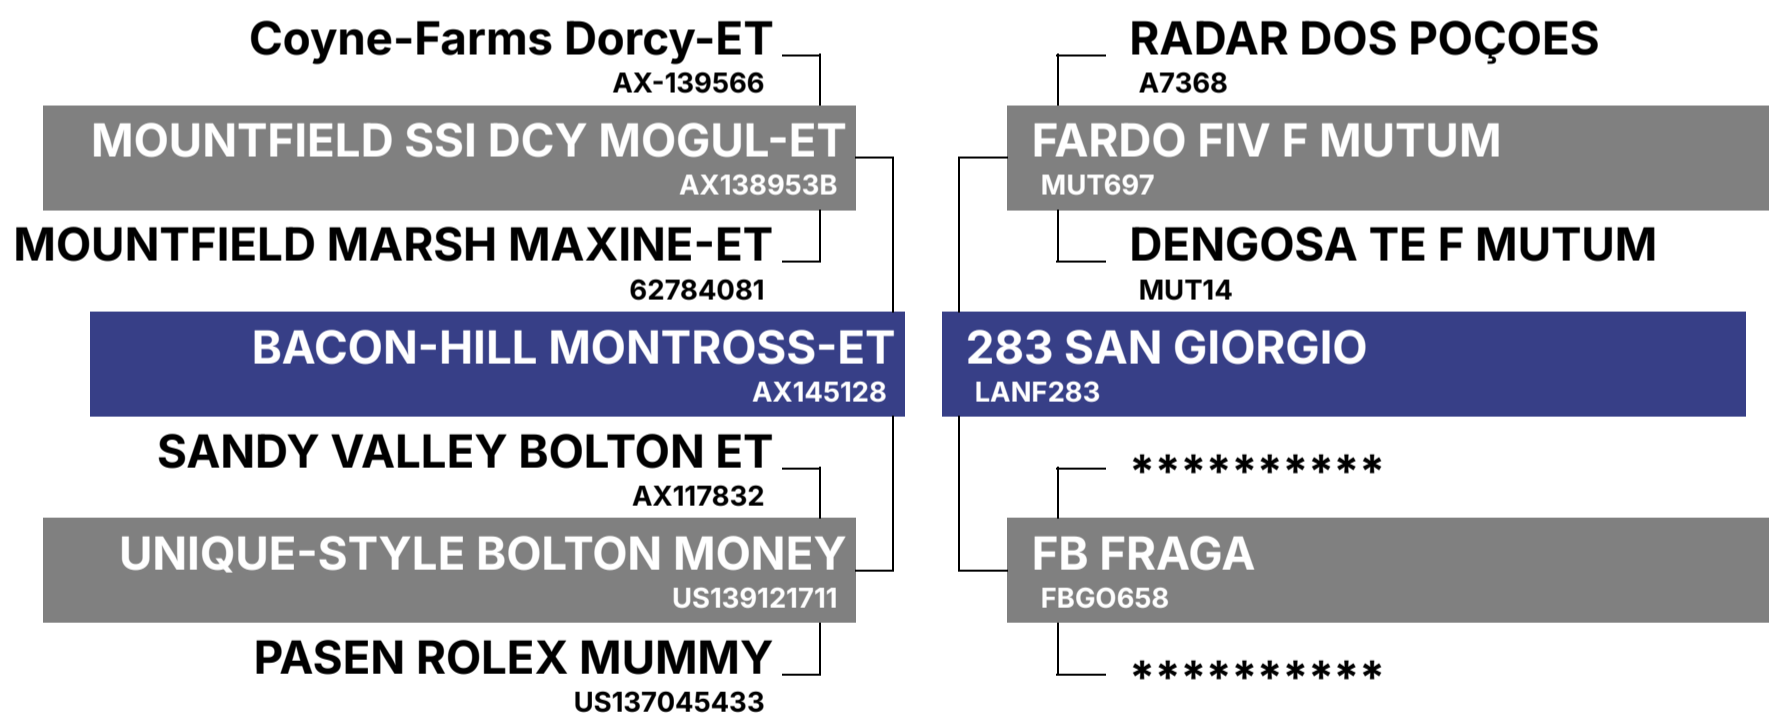 Coyne-Farms Dorcy-ET
AX-139566
MOUNTFIELD SSI DCY MOGUL-ET
AX138953B
MOUNTFIELD MARSH MAXINE-ET
62784081
BACON-HILL MONTROSS-ET
AX145128
SANDY VALLEY BOLTON ET
AX117832
UNIQUE-STYLE BOLTON MONEY
US139121711
PASEN ROLEX MUMMY
US137045433
RADAR DOS POÇOES
A7368
FARDO FIV F MUTUM
MUT697
DENGOSA TE F MUTUM
MUT14
283 SAN GIORGIO
LANF283
**********
FB FRAGA
FBGO658
**********